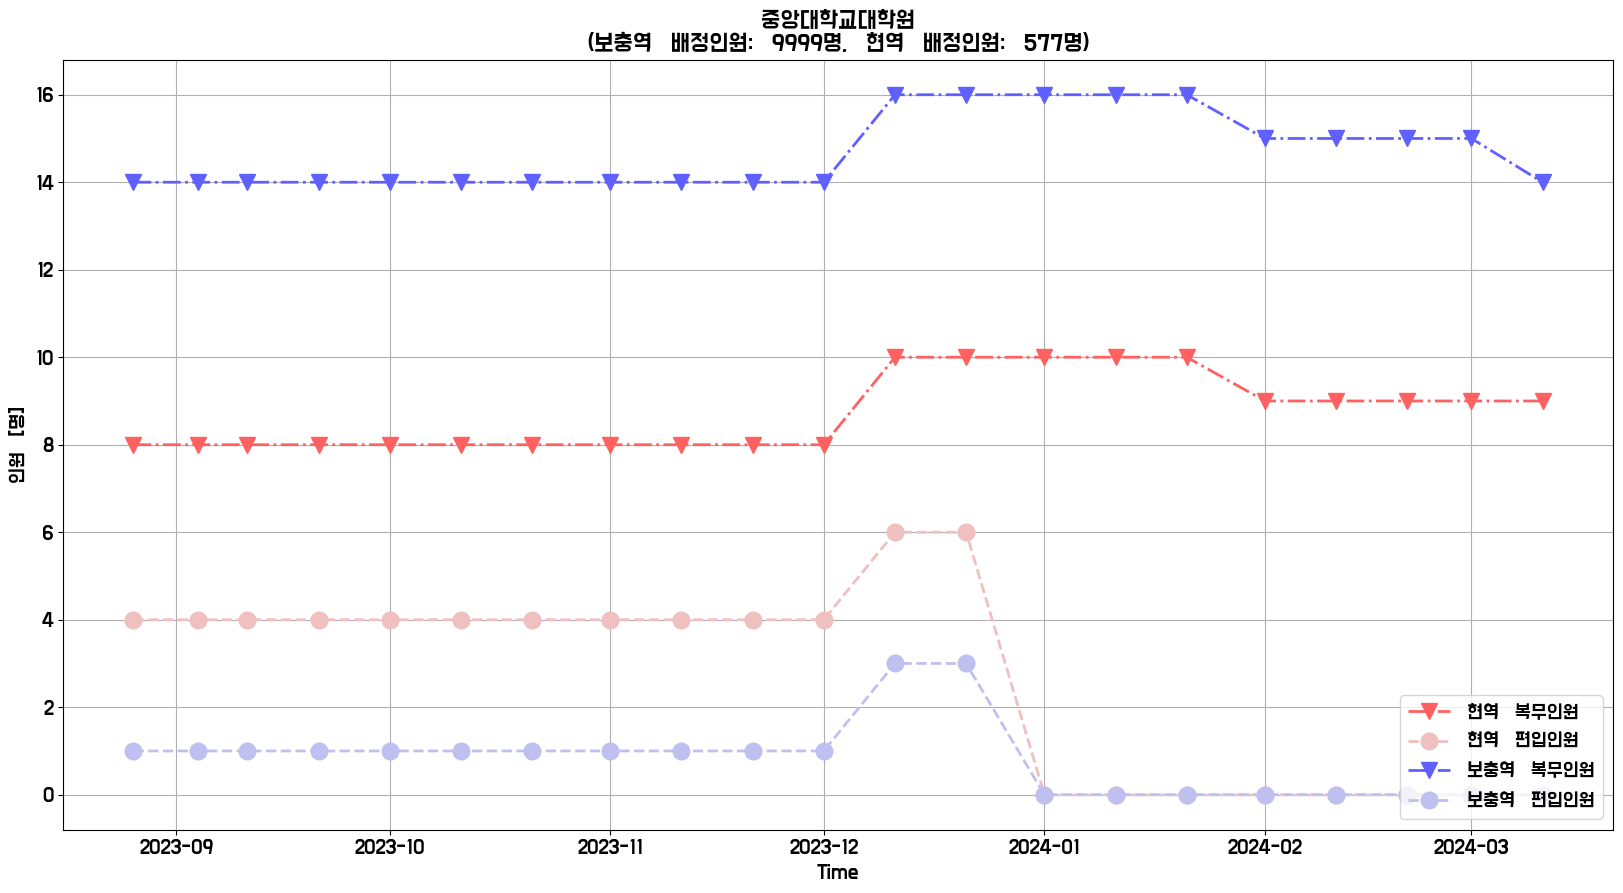 중앙대학교대학원
(보충역 배정인원: 9999명, 현역 배정인원: 577명)
인원 [명]
16
14
12
10
8
6
4
2
0
현역 복무인원
현역 편입인원
보충역 복무인원
보충역 편입인원
2023-09 2023-10 2023-11 2023-12 2024-01 2024-02 2024-03
Time